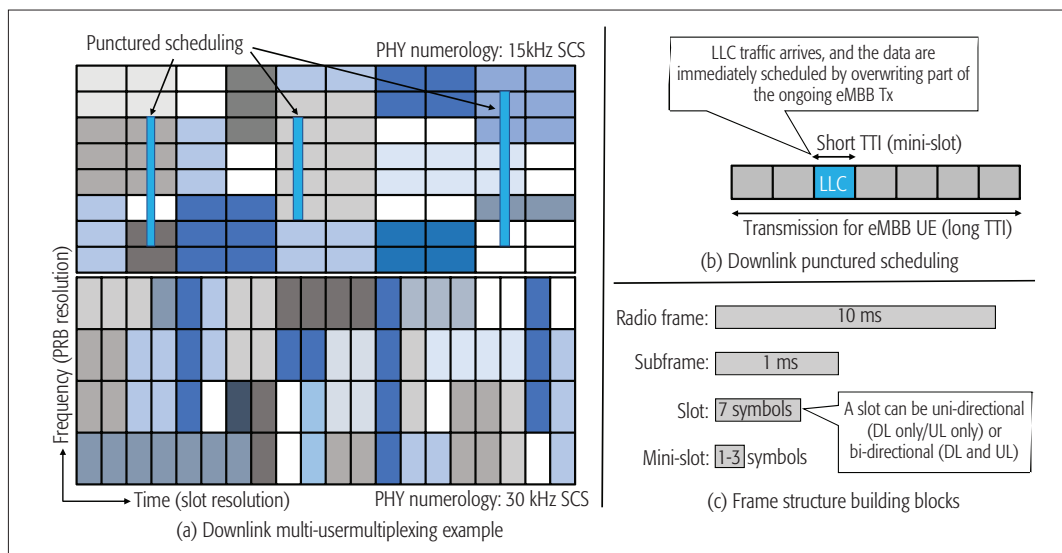 Punctured scheduling
PHY numerology: 15kHz SCS
Frequency (PRB resolution)
Time (slot resolution)
PHY numerology: 30 kHz SCS
(a) Downlink multi-usermultiplexing example
LLC traffic arrives, and the data are
immediately scheduled by overwriting part of
the ongoing eMBB Tx
Short TTI (mini-slot)
LLC
Transmission for eMBB UE (long TTI)
(b) Downlink punctured scheduling
Radio frame:
10 ms
Subframe:
1 ms
Slot:
7 symbols
A slot can be uni-directional
(DL only/UL only) or
bi-directional (DL and UL)
Mini-slot:
1-3 symbols
(c) Frame structure building blocks